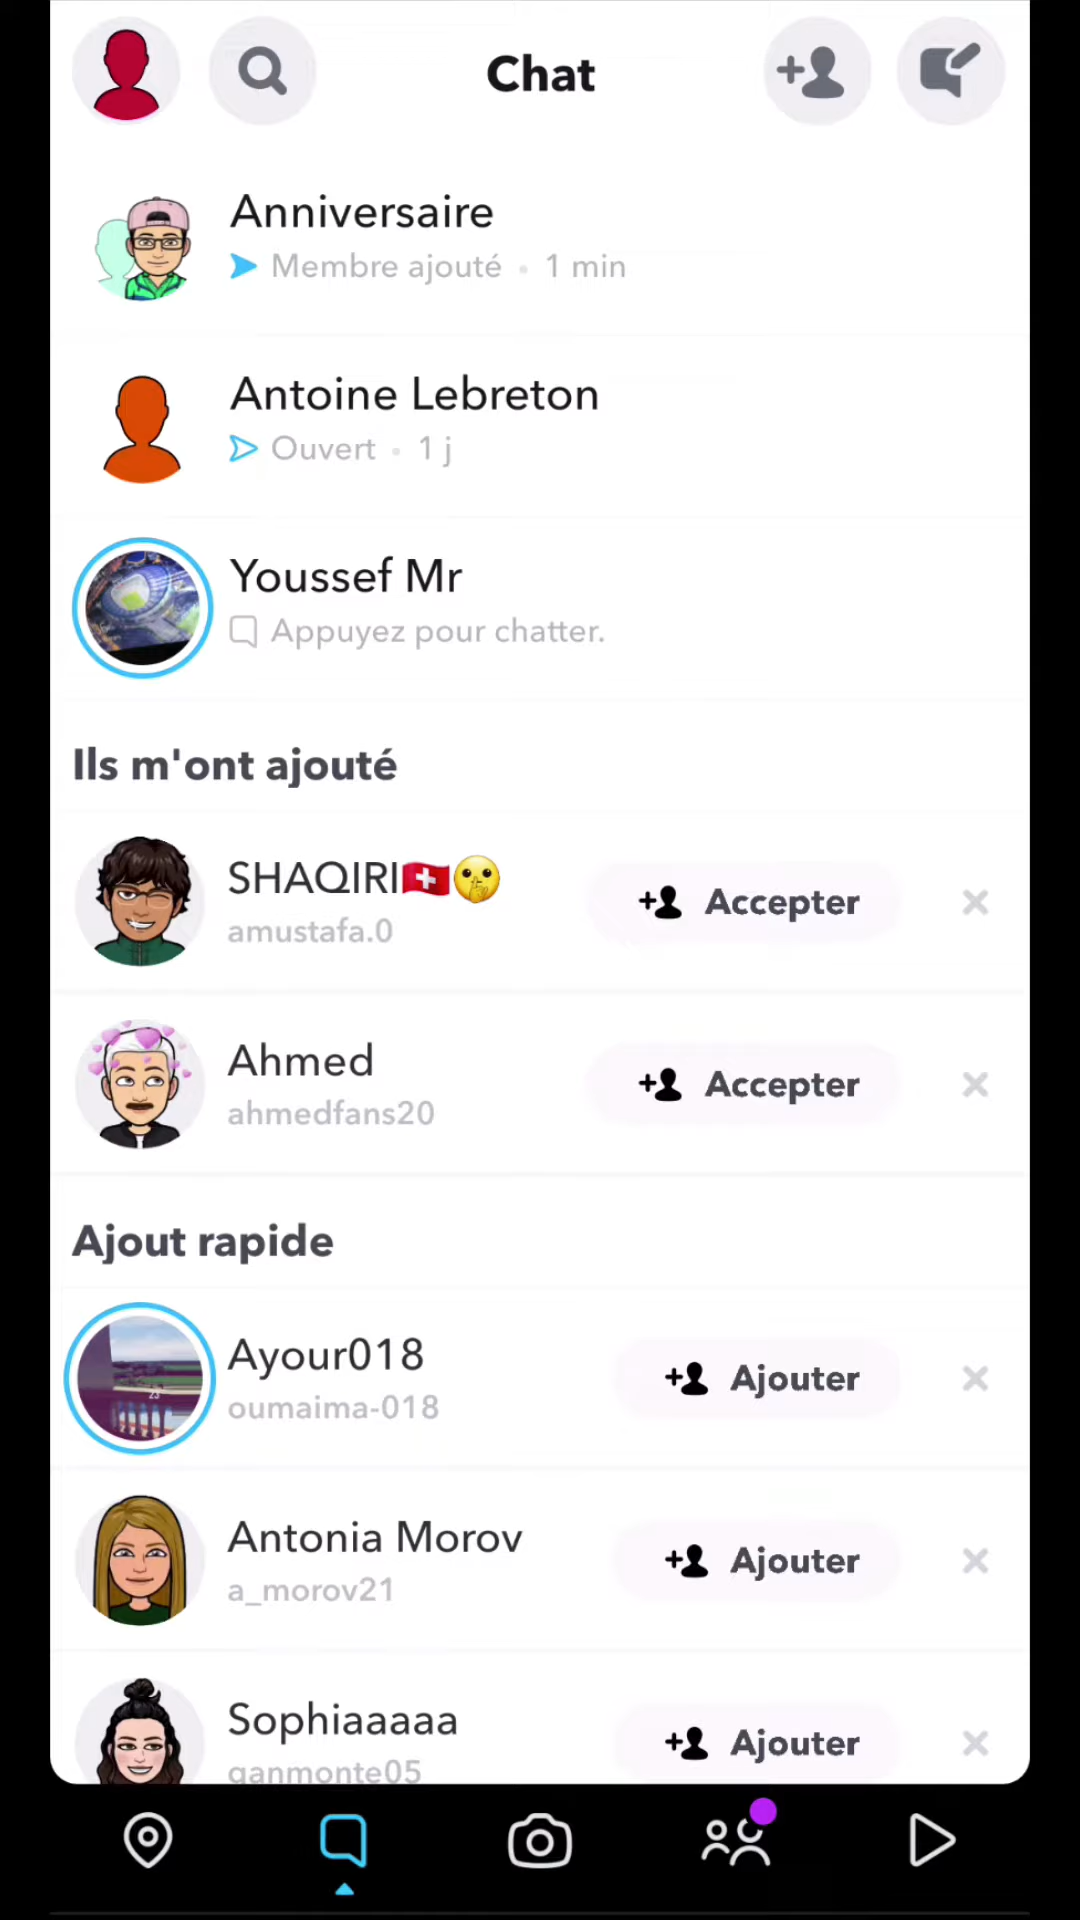 Chat
Anniversaire
Membre ajouté • 1 min
Antoine Lebreton
Ouvert • 1 j
Youssef Mr
Appuyez pour chatter.
Ils m'ont ajouté
SHAQIRI🇨🇭🤫
amustafa.0
Accepter
Ahmed
ahmedfans20
Accepter
Ajout rapide
Ayour018
oumaima-018
Ajouter
Antonia Morov
a_morov21
Ajouter
Sophiaaaaa
Ajouter